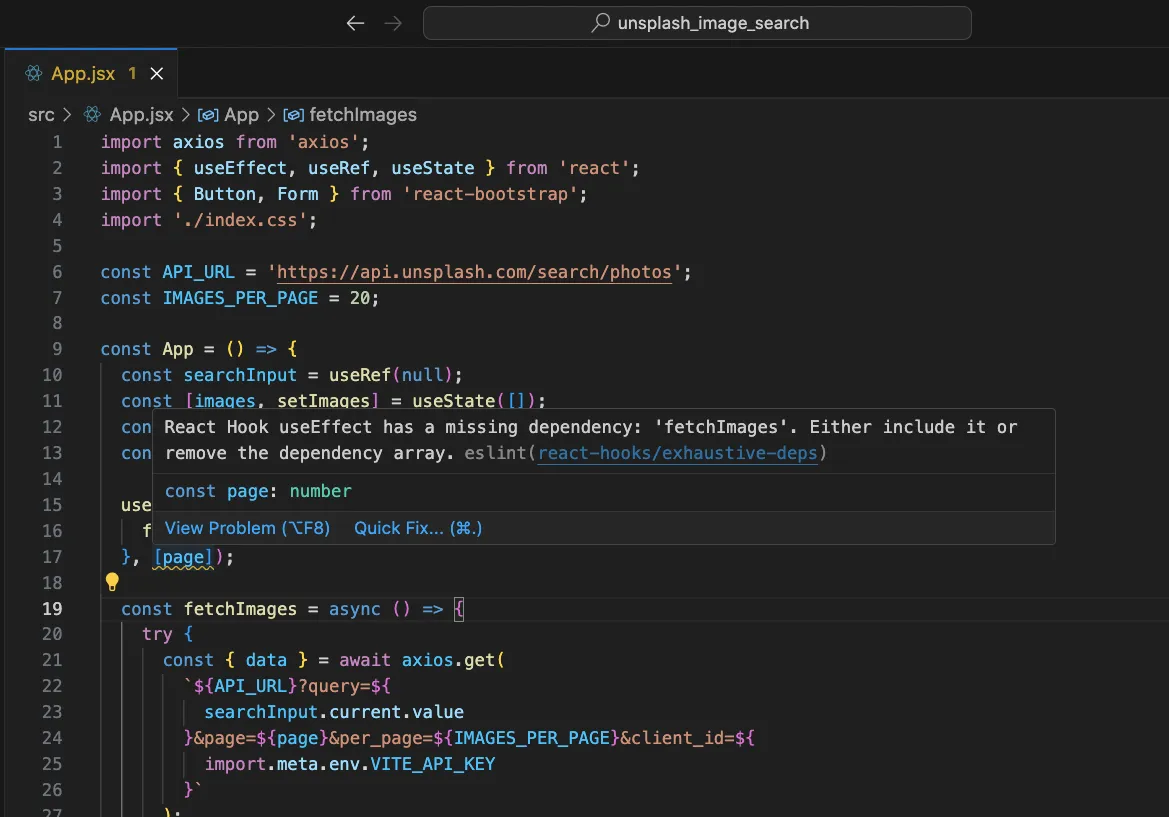 unsplash_image_search
App.jsx 1
src > App.jsx > App > fetchImages
1 import axios from 'axios';
2 import { useEffect, useRef, useState } from 'react';
3 import { Button, Form } from 'react-bootstrap';
4 import './index.css';
5
6 const API_URL = 'https://api.unsplash.com/search/photos';
7 const IMAGES_PER_PAGE = 20;
8
9 const App = () => {
10 const searchInput = useRef(null);
11 const [images, setImages] = useState([]);
12 con
13 con
React Hook useEffect has a missing dependency: 'fetchImages'. Either include it or
remove the dependency array. eslint(react-hooks/exhaustive-deps)
14
const page: number
15 use
16 f
View Problem (⌥F8) Quick Fix... (⌘.)
17 }, [page]);
18
19 const fetchImages = async () => {
20 try {
21 const { data } = await axios.get(
22 `${API_URL}?query=${
23 searchInput.current.value
24 }&page=${page}&per_page=${IMAGES_PER_PAGE}&client_id=${
25 import.meta.env.VITE_API_KEY
26 }`
27 );